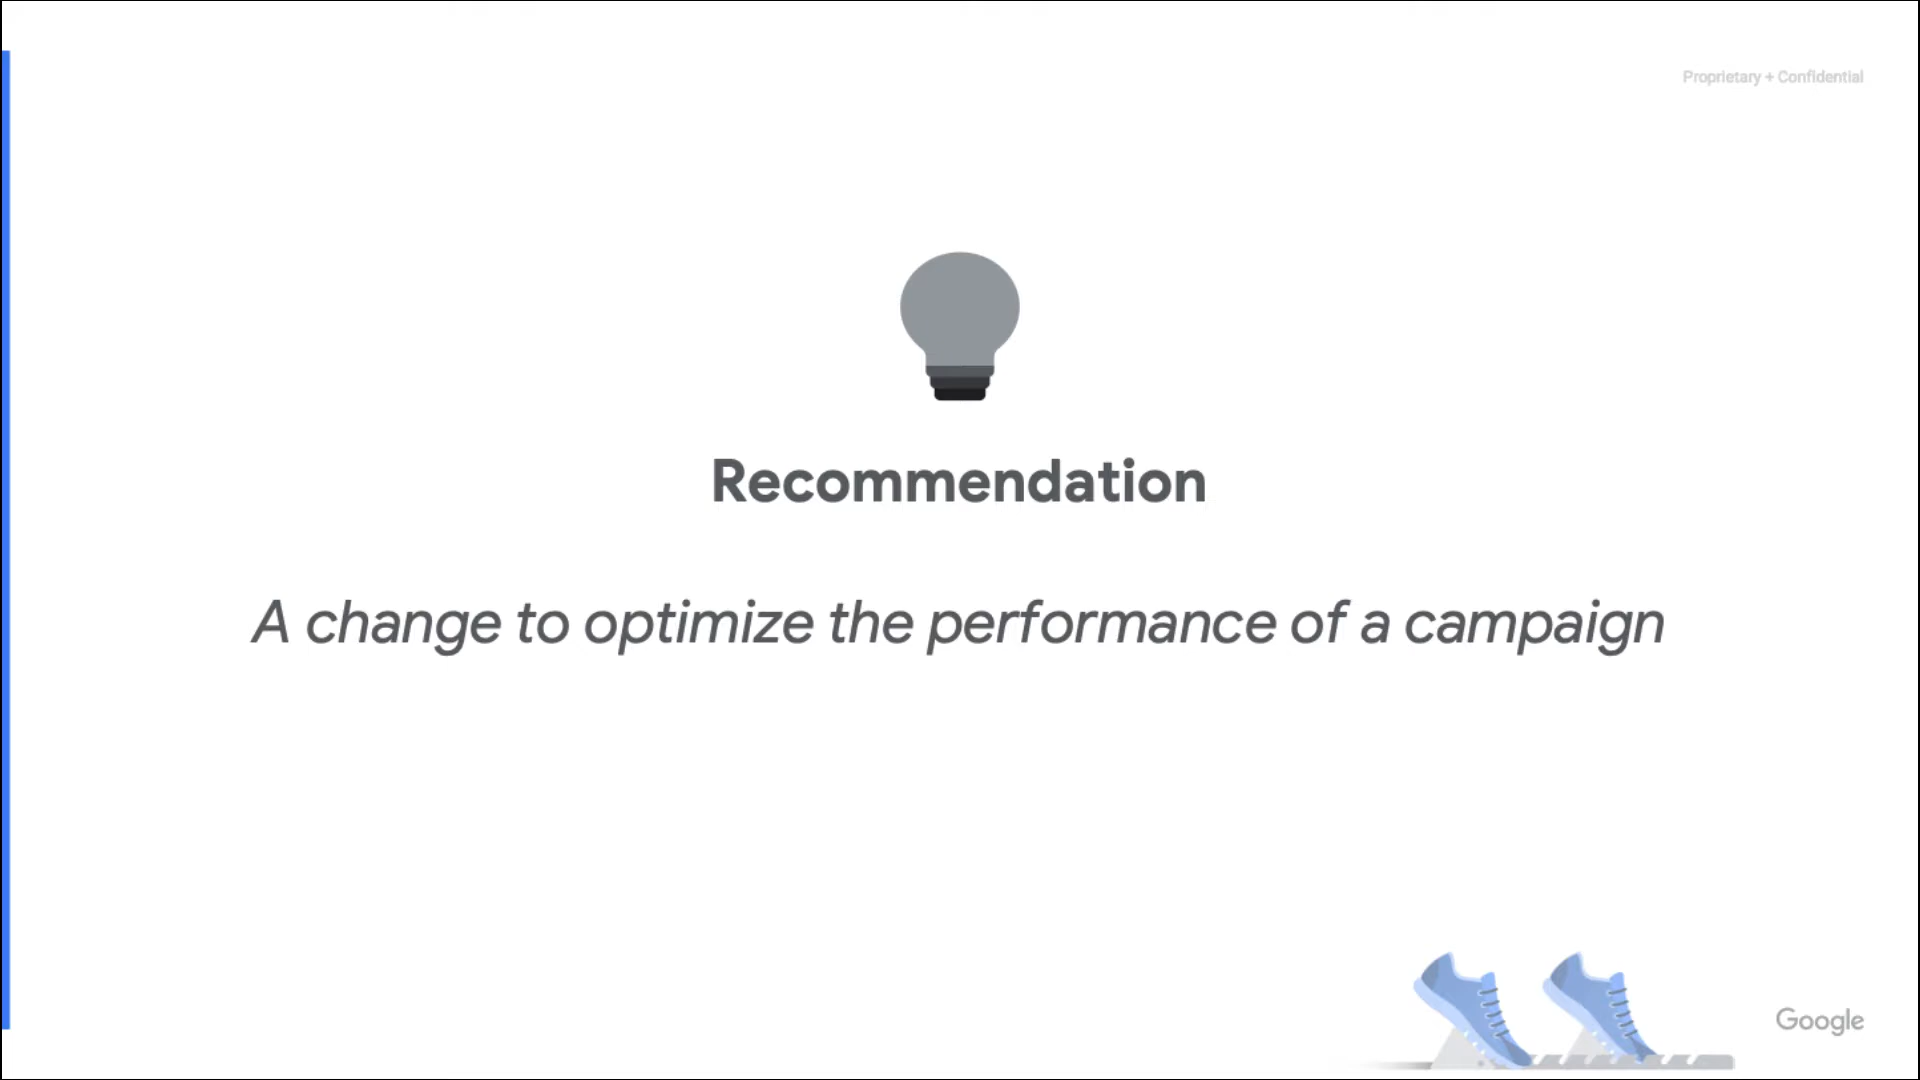 Proprietary + Confidential
Recommendation
A change to optimize the performance of a campaign
Google